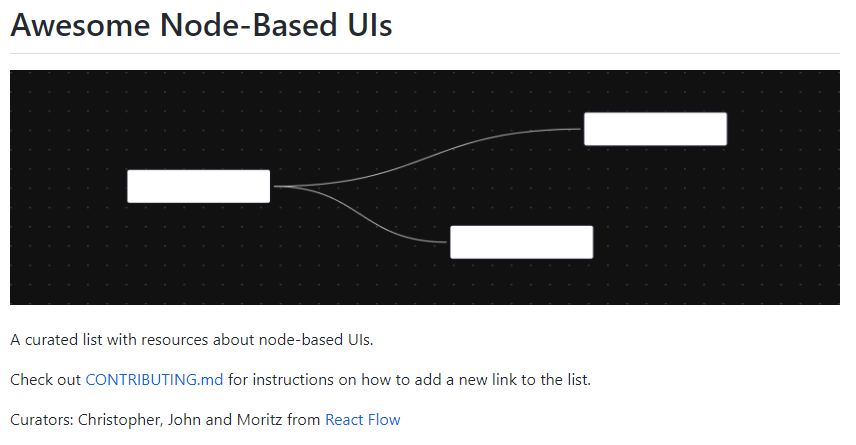 Awesome Node-Based UIs
A curated list with resources about node-based UIs.
Check out CONTRIBUTING.md for instructions on how to add a new link to the list.
Curators: Christopher, John and Moritz from React Flow